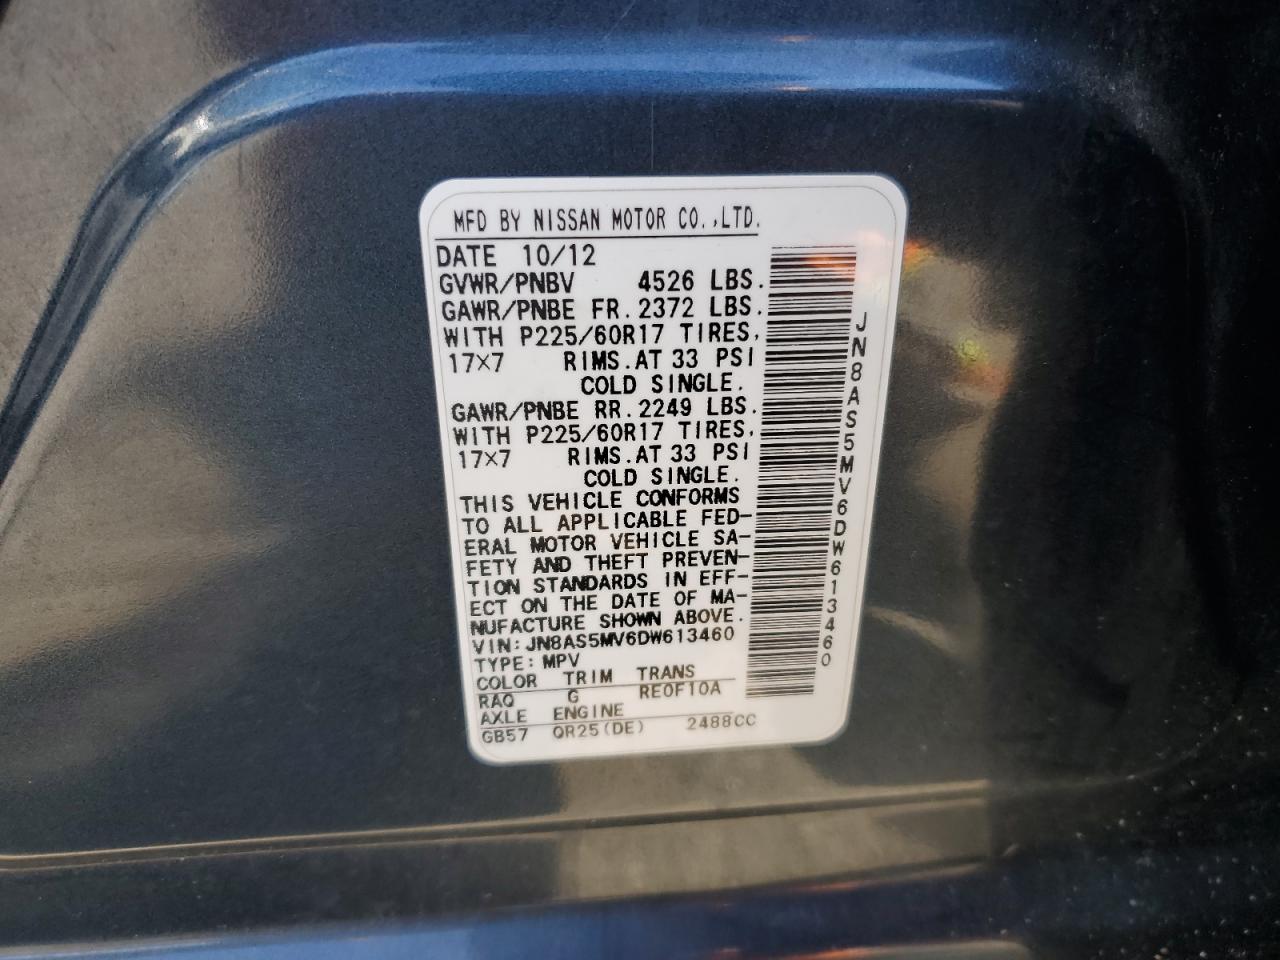 MFD BY NISSAN MOTOR CO.,LTD.
DATE 10/12
GVWR/PNBV 4526 LBS.
GAWR/PNBE FR. 2372 LBS.
WITH P225/60R17 TIRES,
17×7 RIMS. AT 33 PSI
COLD SINGLE.
GAWR/PNBE RR. 2249 LBS.
WITH P225/60R17 TIRES,
17×7 RIMS. AT 33 PSI
COLD SINGLE.
THIS VEHICLE CONFORMS
TO ALL APPLICABLE FED-
ERAL MOTOR VEHICLE SA-
FETY AND THEFT PREVEN-
TION STANDARDS IN EFF-
ECT ON THE DATE OF MA-
NUFACTURE SHOWN ABOVE.
VIN: JN8AS5MV6DW613460
TYPE: MPV
COLOR TRIM TRANS
RAQ G RE0F10A
AXLE ENGINE
GB57 QR25(DE) 2488CC
JN8AS5MV6DW613460